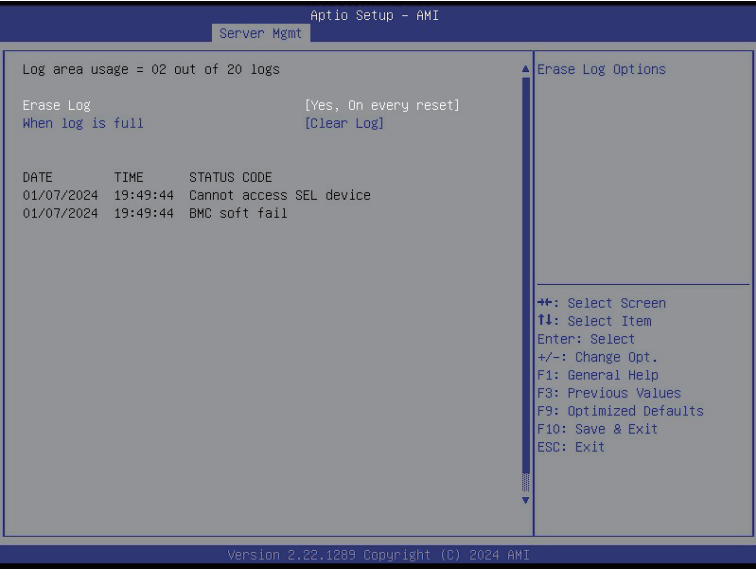 Aptio Setup – AMI
Server Mgmt
Log area usage = 02 out of 20 logs
Erase Log [Yes, On every reset]
When log is full [Clear Log]
DATE TIME STATUS CODE
01/07/2024 19:49:44 Cannot access SEL device
01/07/2024 19:49:44 BMC soft fail
Erase Log Options
→←: Select Screen
↑↓: Select Item
Enter: Select
+/-: Change Opt.
F1: General Help
F3: Previous Values
F9: Optimized Defaults
F10: Save & Exit
ESC: Exit
Version 2.22.1289 Copyright (C) 2024 AMI